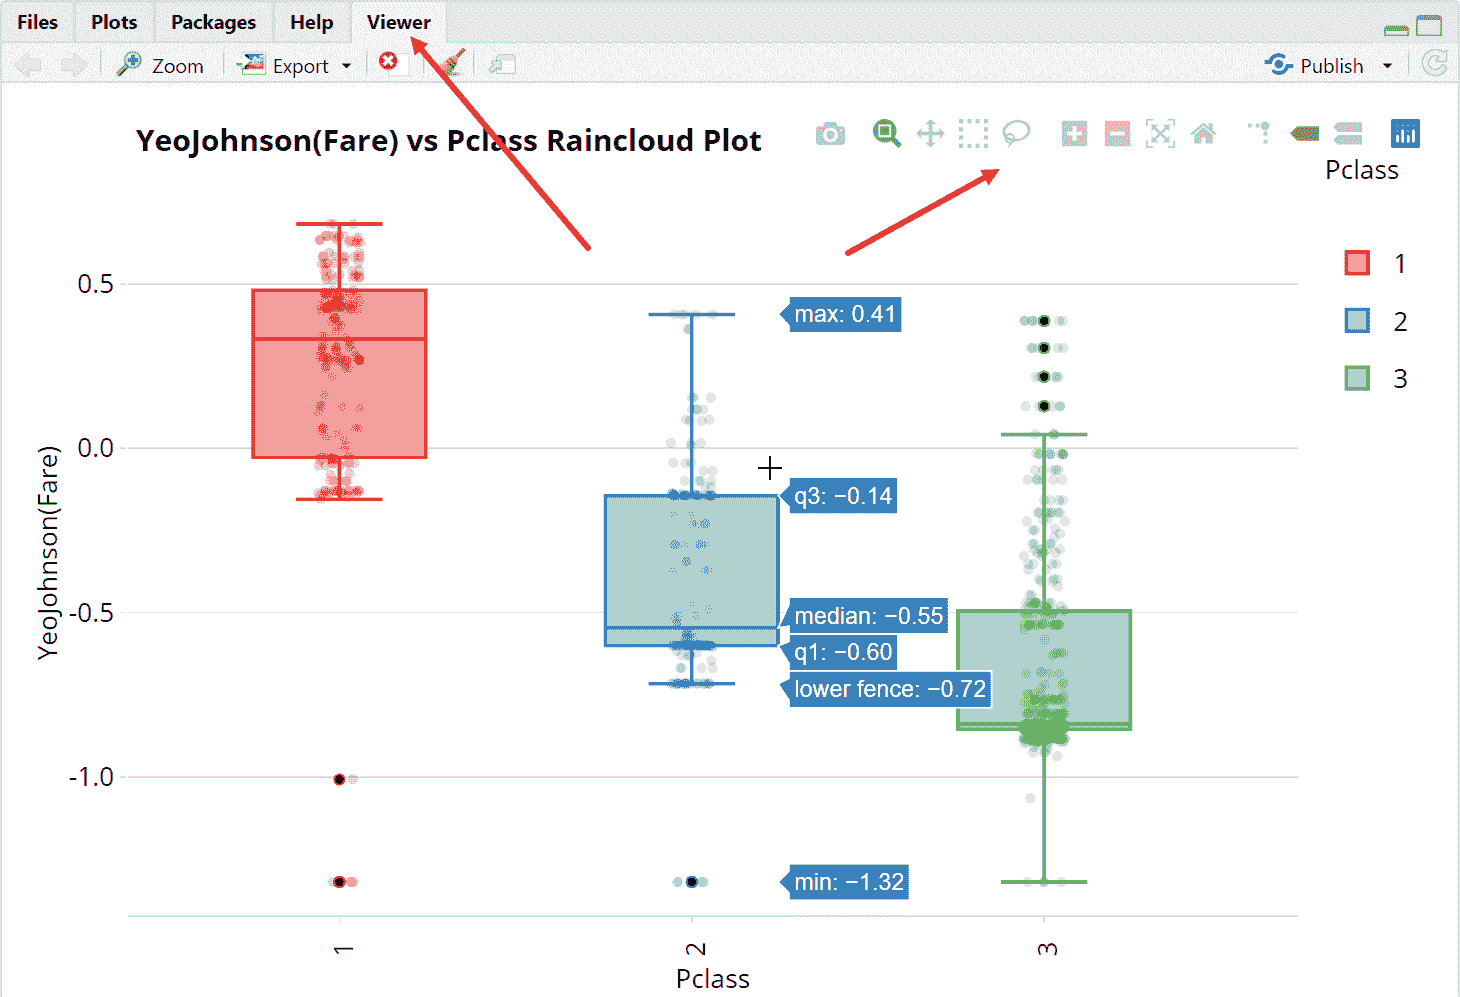 Files Plots Packages Help Viewer
Zoom Export Publish
YeoJohnson(Fare) vs Pclass Raincloud Plot
Pclass
1
2
3
0.5
0.0
-0.5
-1.0
YeoJohnson(Fare)
max: 0.41
q3: −0.14
median: −0.55
q1: −0.60
lower fence: −0.72
min: −1.32
1 2 3
Pclass